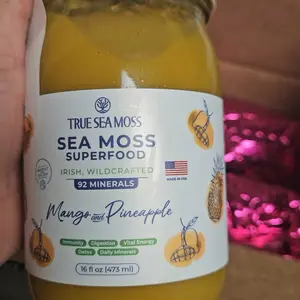 TRUE SEA MOSS
SEA MOSS
SUPERFOOD
IRISH, WILDCRAFTED
92 MINERALS
MADE IN USA
Mango and Pineapple
Immunity Digestion Vital Energy
Detox Daily Minerals
16 fl oz (473 ml)